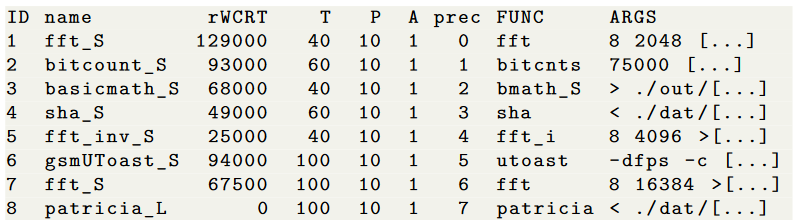 ID name rWCRT T P A prec FUNC ARGS
1 fft_S 129000 40 10 1 0 fft 8 2048 [...]
2 bitcount_S 93000 60 10 1 1 bitcnts 75000 [...]
3 basicmath_S 68000 40 10 1 2 bmath_S > ./out/[...]
4 sha_S 49000 60 10 1 3 sha < ./dat/[...]
5 fft_inv_S 25000 40 10 1 4 fft_i 8 4096 >[...]
6 gsmUToast_S 94000 100 10 1 5 utoast -dfps -c [...]
7 fft_S 67500 100 10 1 6 fft 8 16384 >[...]
8 patricia_L 0 100 10 1 7 patricia < ./dat/[...]